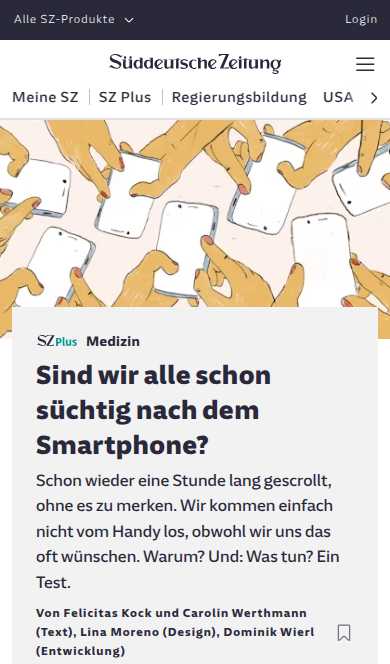 Alle SZ-Produkte
Login
Süddeutsche Zeitung
Meine SZ SZ Plus Regierungsbildung USA
SZ Plus Medizin
Sind wir alle schon
süchtig nach dem
Smartphone?
Schon wieder eine Stunde lang gescrollt,
ohne es zu merken. Wir kommen einfach
nicht vom Handy los, obwohl wir uns das
oft wünschen. Warum? Und: Was tun? Ein
Test.
Von Felicitas Kock und Carolin Werthmann
(Text), Lina Moreno (Design), Dominik Wierl
(Entwicklung)